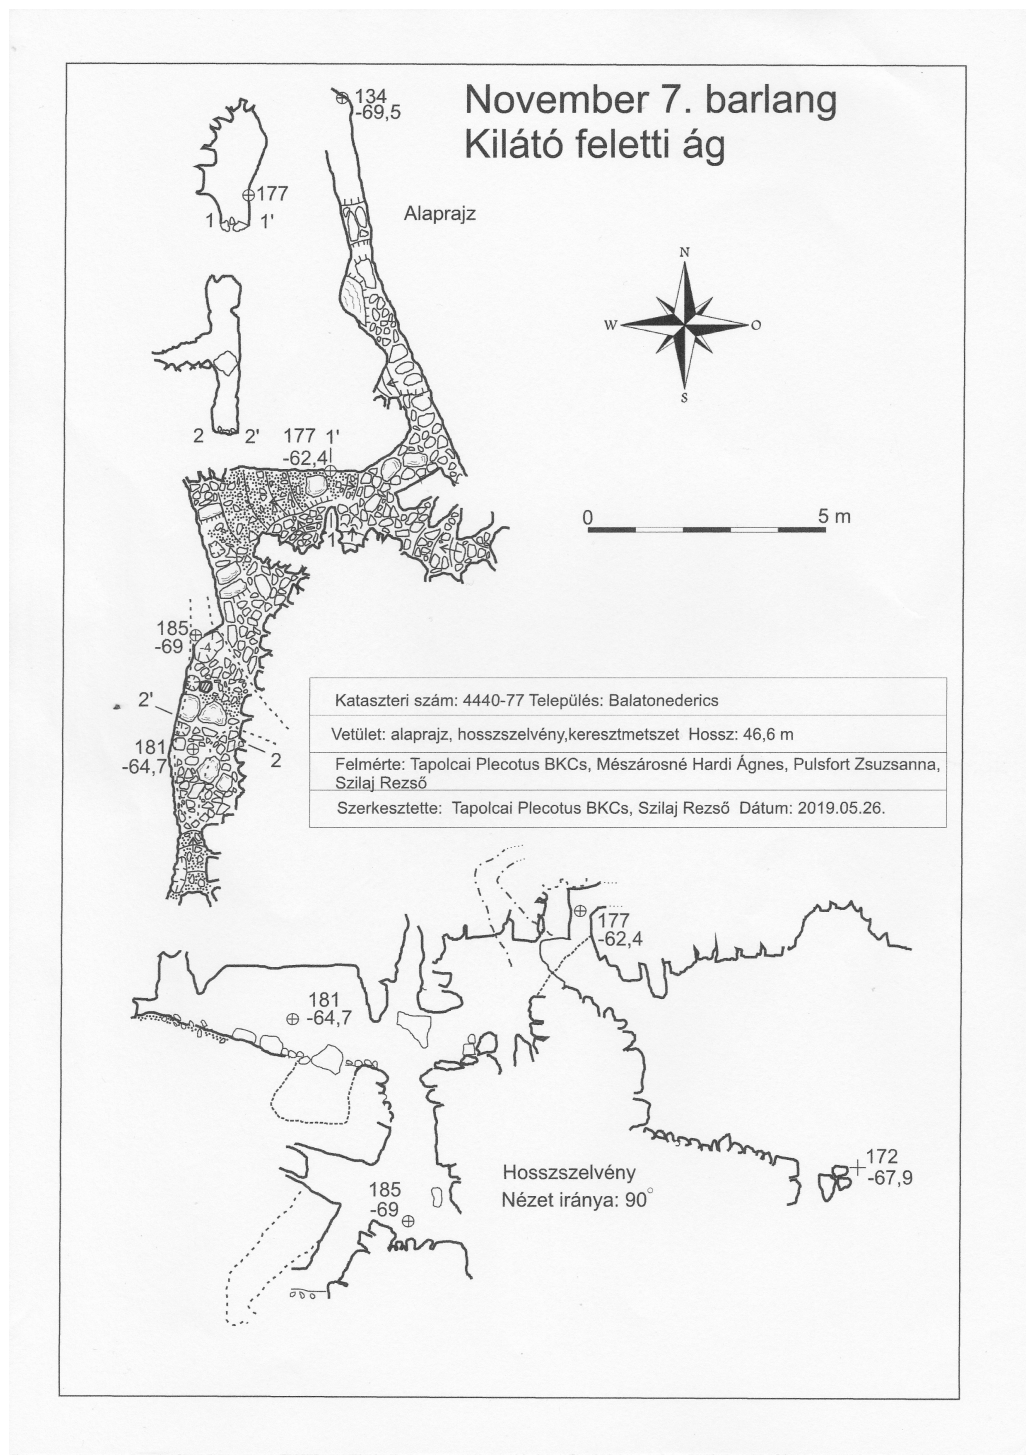 November 7. barlang
Kilátó feletti ág
134
-69,5
177
1 1'
Alaprajz
N
W O
S
2 2'
177 1'
-62,4
1
0 5 m
185
-69
-4
2'
181
-64,7
2
Kataszteri szám: 4440-77 Település: Balatonederics
Vetület: alaprajz, hosszszelvény,keresztmetszet Hossz: 46,6 m
Felmérte: Tapolcai Plecotus BKCs, Mészárosné Hardi Ágnes, Pulsfort Zsuzsanna,
Szilaj Rezső
Szerkesztette: Tapolcai Plecotus BKCs, Szilaj Rezső Dátum: 2019.05.26.
177
-62,4
181
-64,7
172
-67,9
Hosszszelvény
Nézet iránya: 90°
185
-69